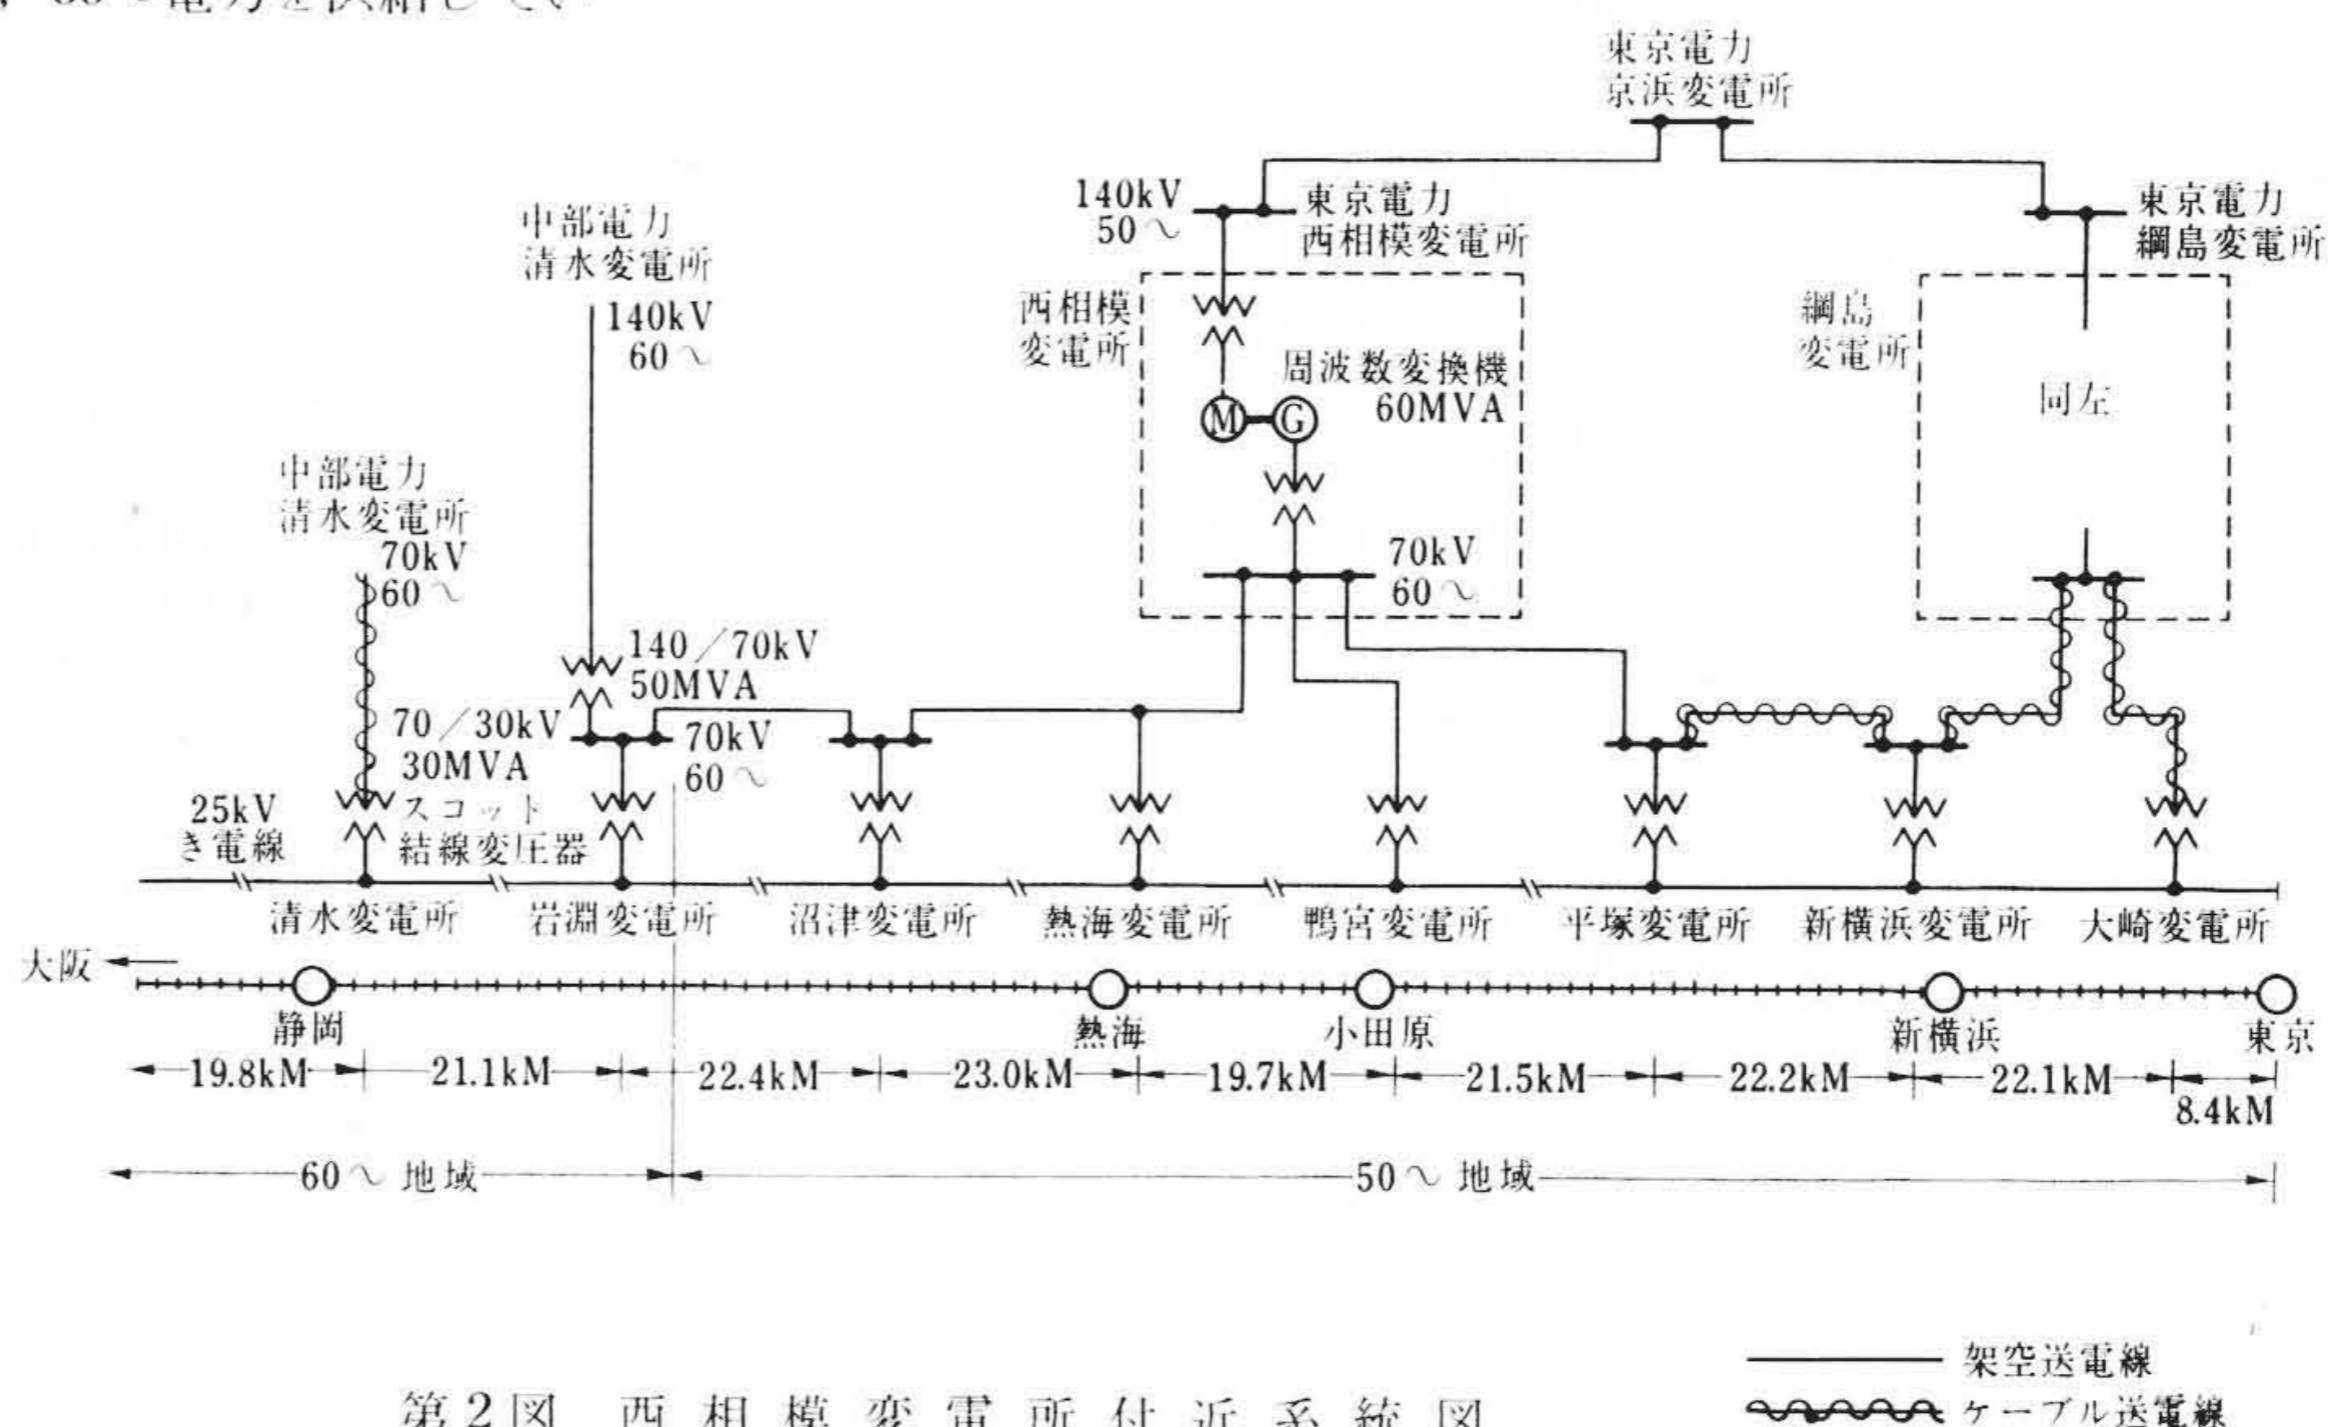 東京電力
京浜変電所
140kV
50〜
東京電力
西相模変電所
東京電力
綱島変電所
中部電力
清水変電所
140kV
60〜
西相模
変電所
周波数変換機
60MVA
M
G
綱島
変電所
同左
中部電力
清水変電所
70kV
60〜
70kV
60〜
140/70kV
50MVA
70/30kV
30MVA
スコット
結線変圧器
70kV
60〜
25kV
き電線
清水変電所
岩淵変電所
沼津変電所
熱海変電所
鴨宮変電所
平塚変電所
新横浜変電所
大崎変電所
大阪
静岡
熱海
小田原
新横浜
東京
19.8kM
21.1kM
22.4kM
23.0kM
19.7kM
21.5kM
22.2kM
22.1kM
8.4kM
60〜地域
50〜地域
架空送電線
ケーブル送電線
第2図 西相模変電所付近系統図